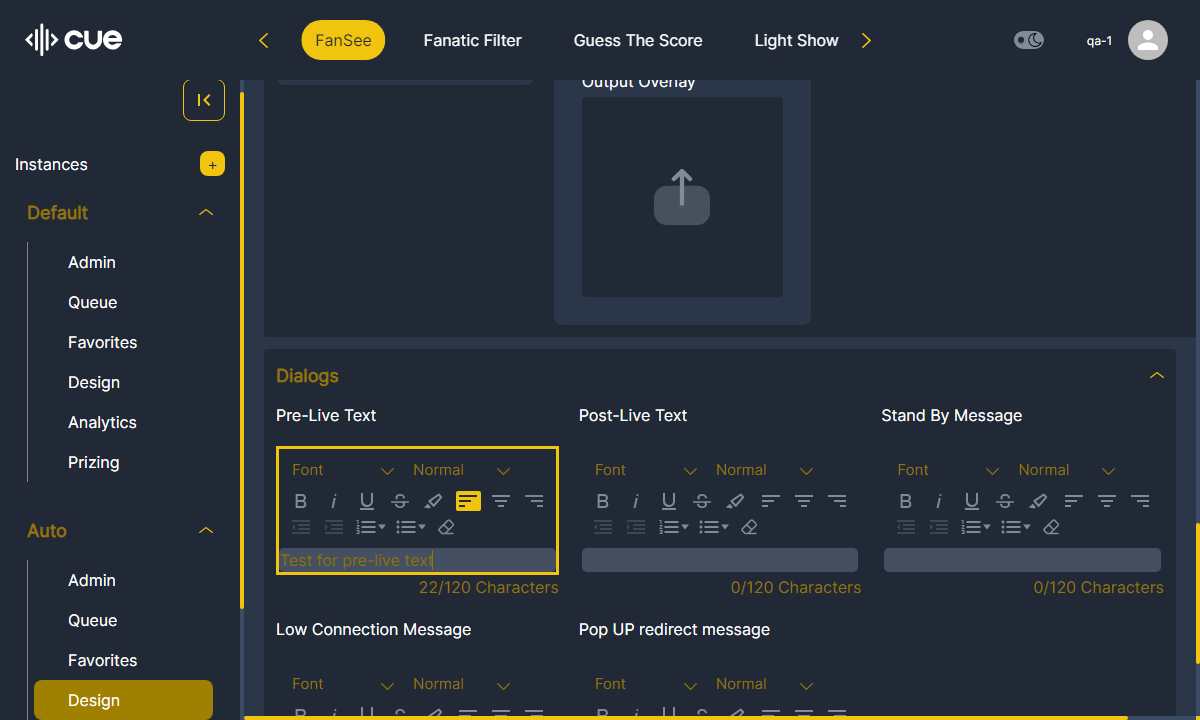 cue
FanSee
Fanatic Filter
Guess The Score
Light Show
qa-1
Instances
+
Default
Admin
Queue
Favorites
Design
Analytics
Prizing
Auto
Admin
Queue
Favorites
Design
Output Overlay
Dialogs
Pre-Live Text
Post-Live Text
Stand By Message
Font Normal
Font Normal
Font Normal
Test for pre-live text
22/120 Characters
0/120 Characters
0/120 Characters
Low Connection Message
Pop UP redirect message
Font Normal
Font Normal